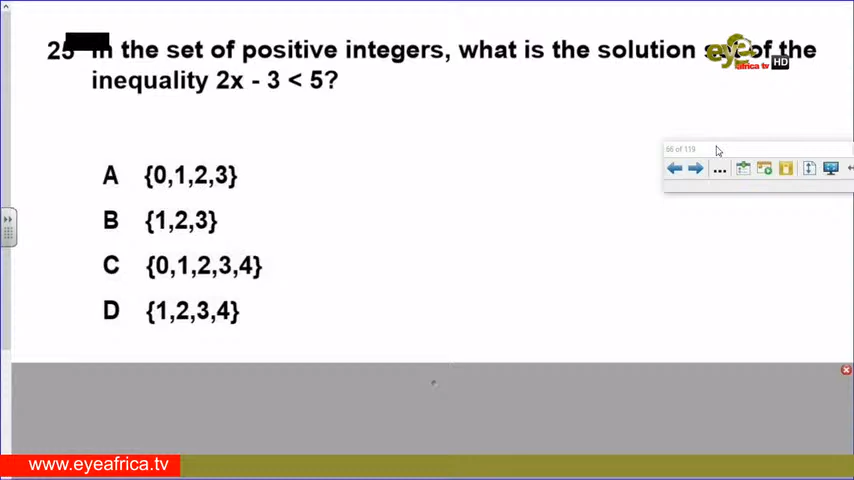 25 In the set of positive integers, what is the solution set of the
inequality 2x - 3 < 5?
A {0,1,2,3}
B {1,2,3}
C {0,1,2,3,4}
D {1,2,3,4}
66 of 119
eye
africa tv HD
www.eyeafrica.tv